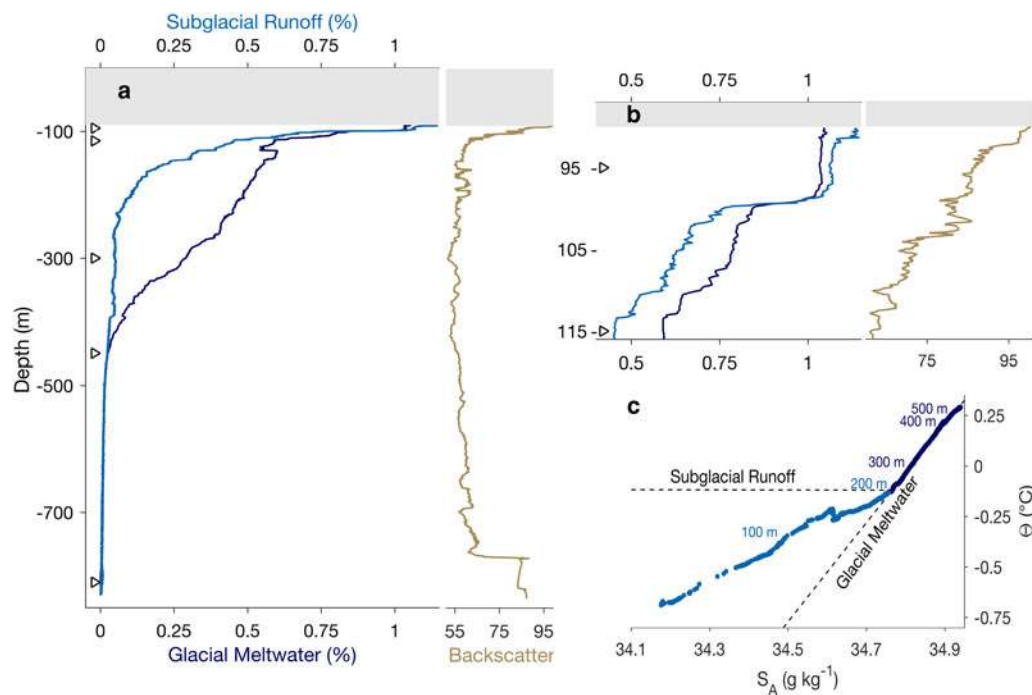 Subglacial Runoff (%)
0 0.25 0.5 0.75 1
a
-100
-300
-500
-700
Depth (m)
0 0.25 0.5 0.75 1
55 95
Glacial Meltwater (%)
Backscatter
0.5 0.75 1
b
95
105
115
0.5 0.75 1
75 95
c
500 m
400 m
300 m
200 m
100 m
Subglacial Runoff
Glacial Meltwater
0.25
0
-0.25
-0.5
-0.75
Θ (°C)
34.1 34.3 34.5 34.7 34.9
S_A (g kg⁻¹)